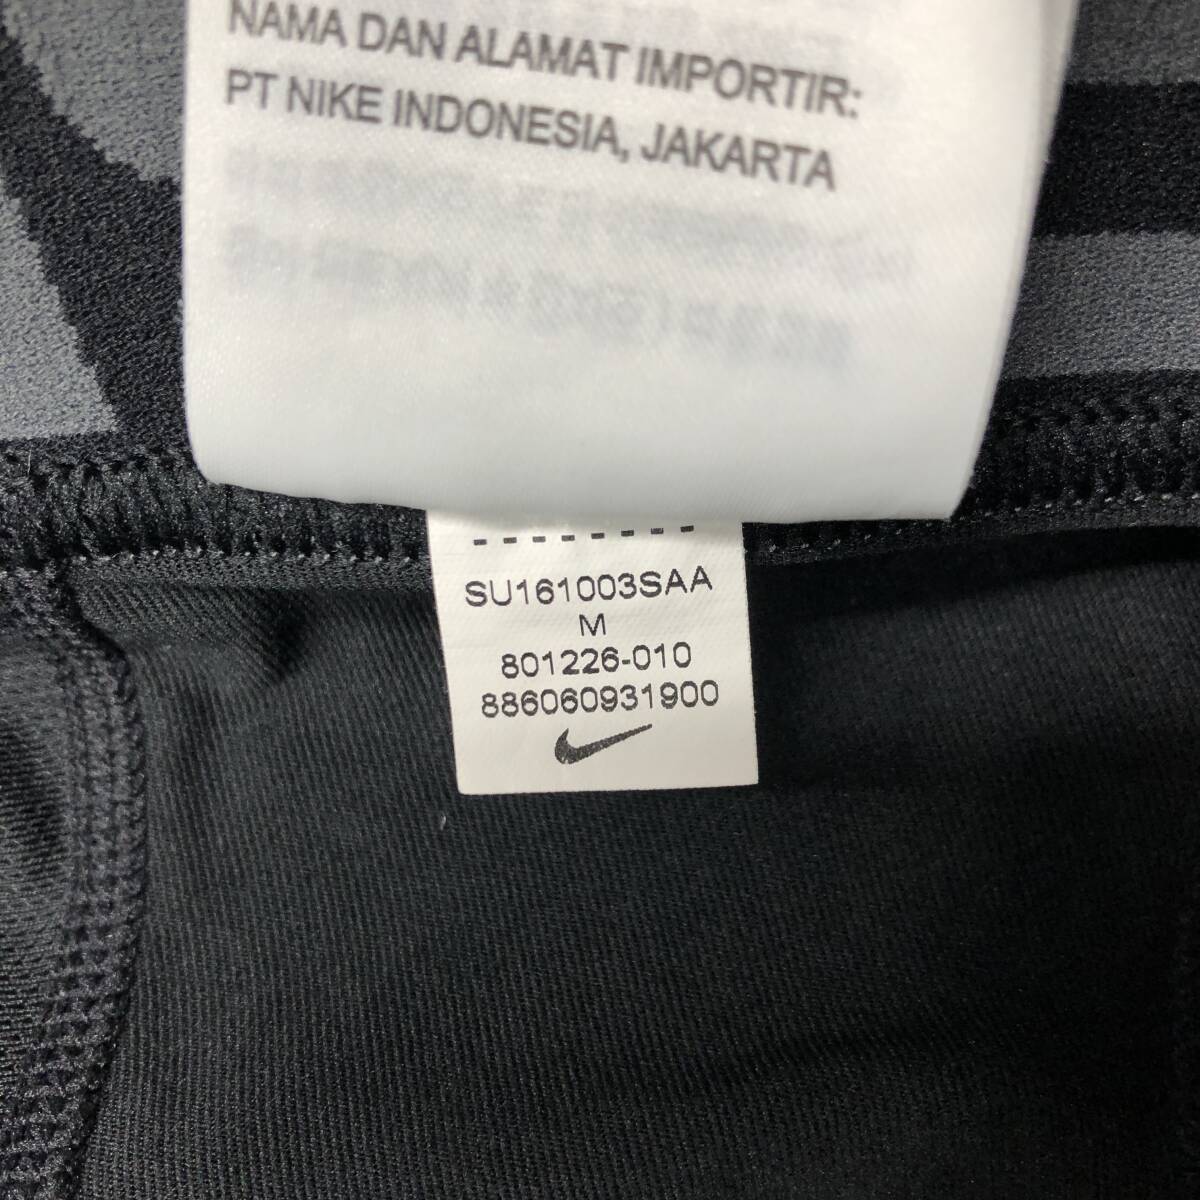 NAMA DAN ALAMAT IMPORTIR:
PT NIKE INDONESIA, JAKARTA
SU161003SAA
M
801226-010
886060931900